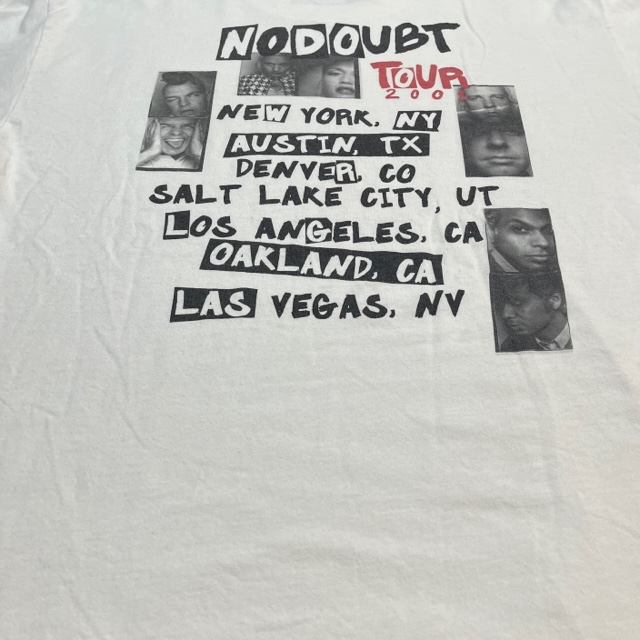 NODOUBT
TOUR
NEW YORK, NY
AUSTIN, TX
DENVER, CO
SALT LAKE CITY, UT
LOS ANGELES, CA
OAKLAND, CA
LAS VEGAS, NV